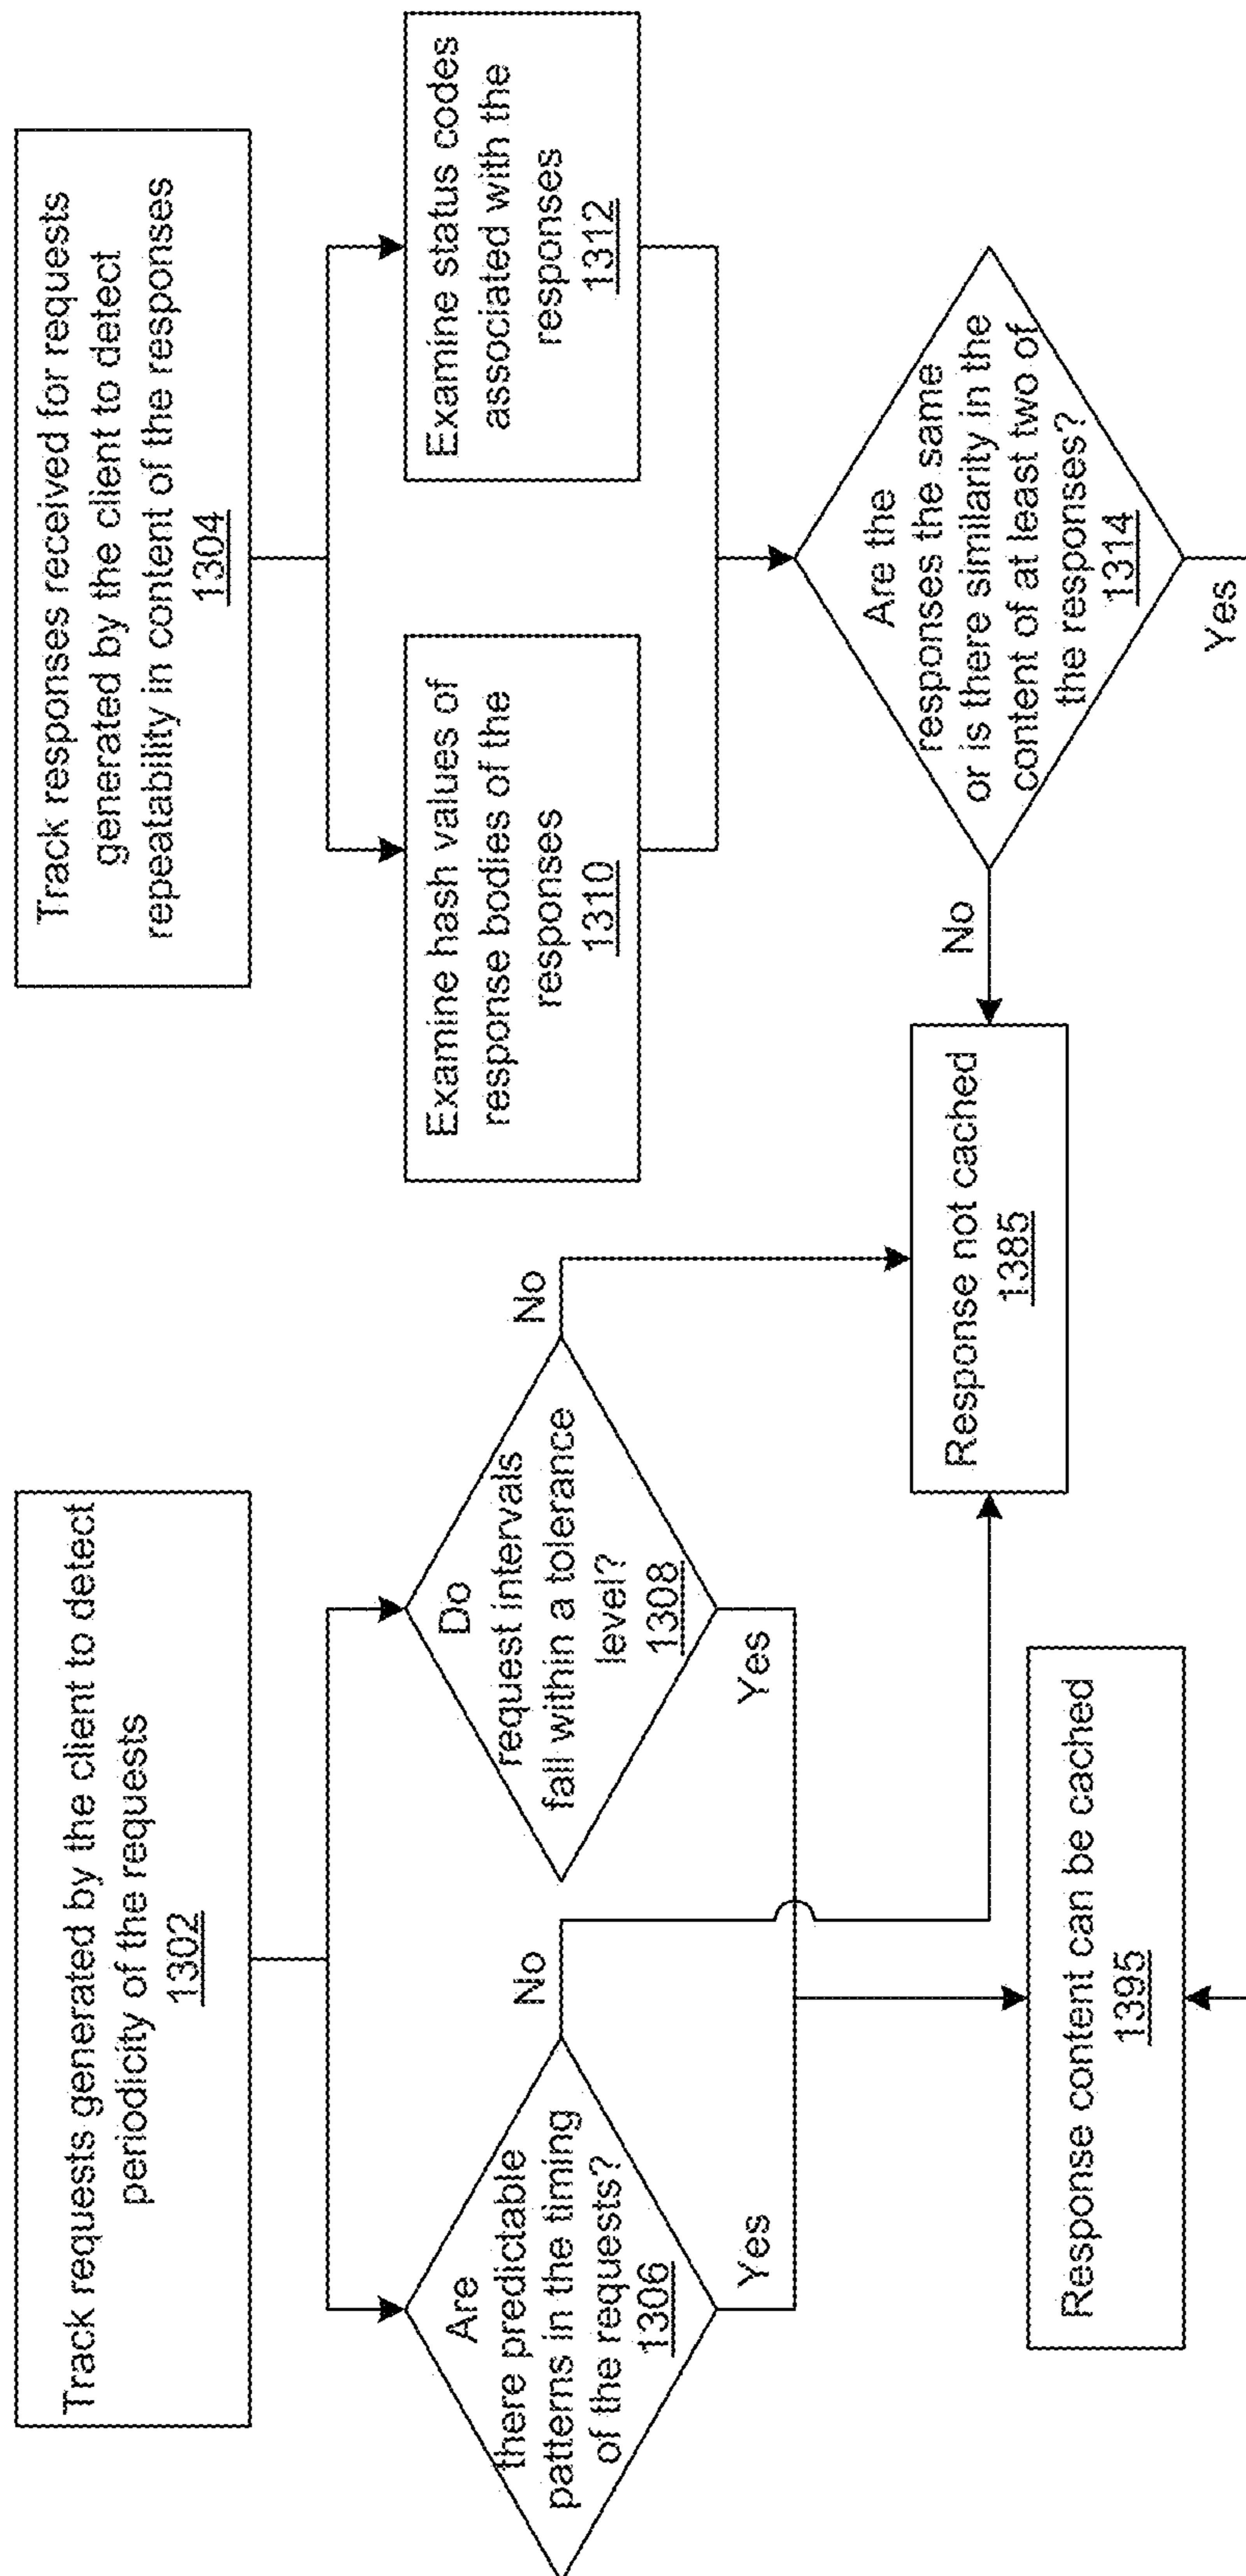 Track requests generated by the client to detect
periodicity of the requests
1302
Are
there predictable
patterns in the timing
of the requests?
1306
No
Yes
Do
request intervals
fall within a tolerance
level?
1308
No
Yes
Response content can be cached
1395
Response not cached
1385
Track responses received for requests
generated by the client to detect
repeatability in content of the responses
1304
Examine hash values of
response bodies of the
responses
1310
Examine status codes
associated with the
responses
1312
Are the
responses the same
or is there similarity in the
content of at least two of
the responses?
1314
No
Yes